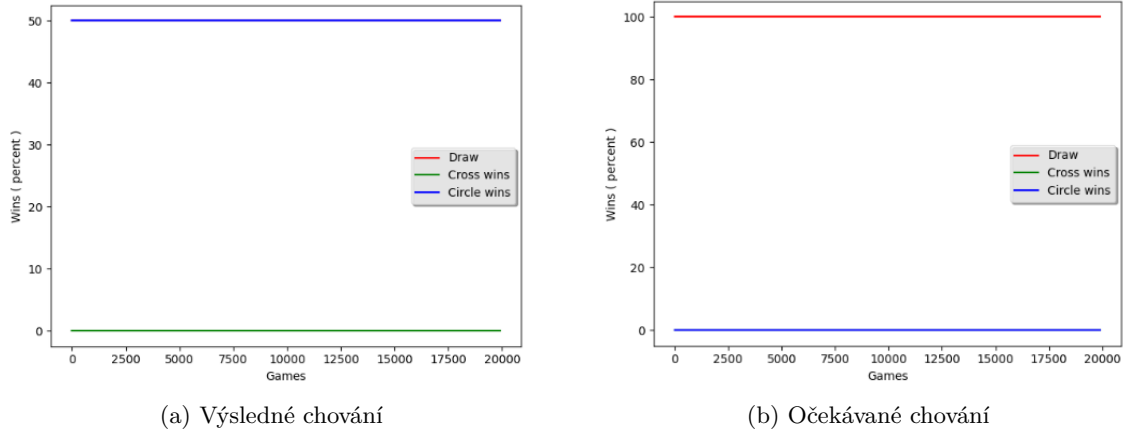 50
40
30
20
10
0
Wins ( percent )
0 2500 5000 7500 10000 12500 15000 17500 20000
Games
Draw
Cross wins
Circle wins
(a) Výsledné chování
100
80
60
40
20
0
Wins ( percent )
0 2500 5000 7500 10000 12500 15000 17500 20000
Games
Draw
Cross wins
Circle wins
(b) Očekávané chování